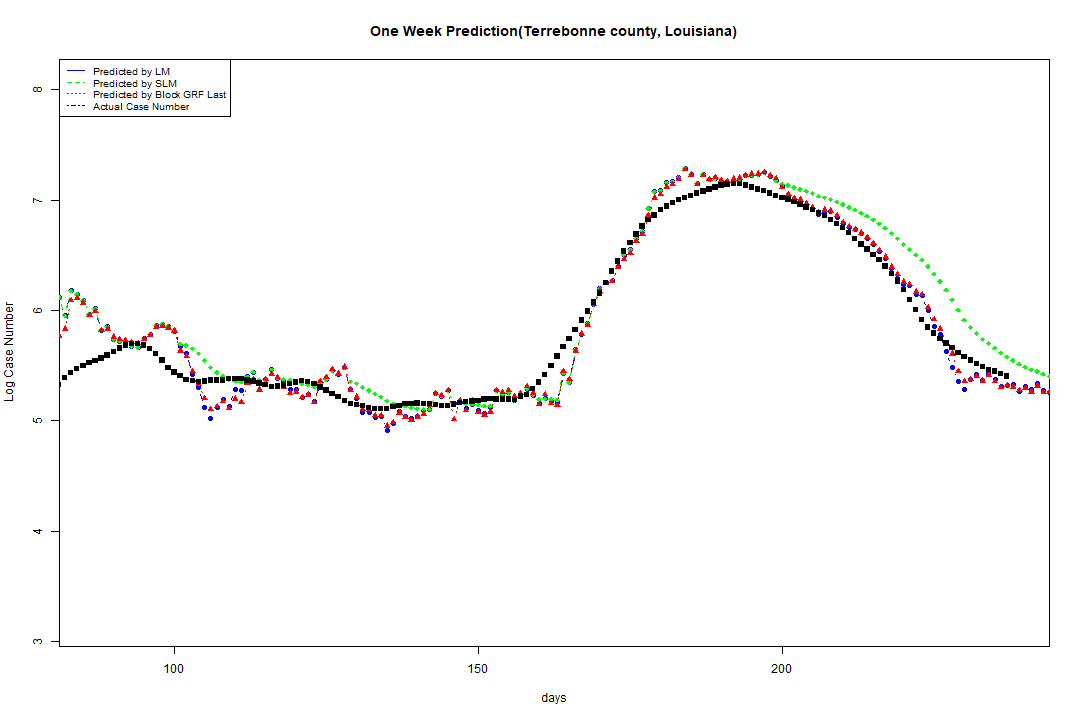 One Week Prediction(Terrebonne county, Louisiana)
Predicted by LM
Predicted by SLM
Predicted by Block GRF Last
Actual Case Number
Log Case Number
8
7
6
5
4
3
100
150
200
days